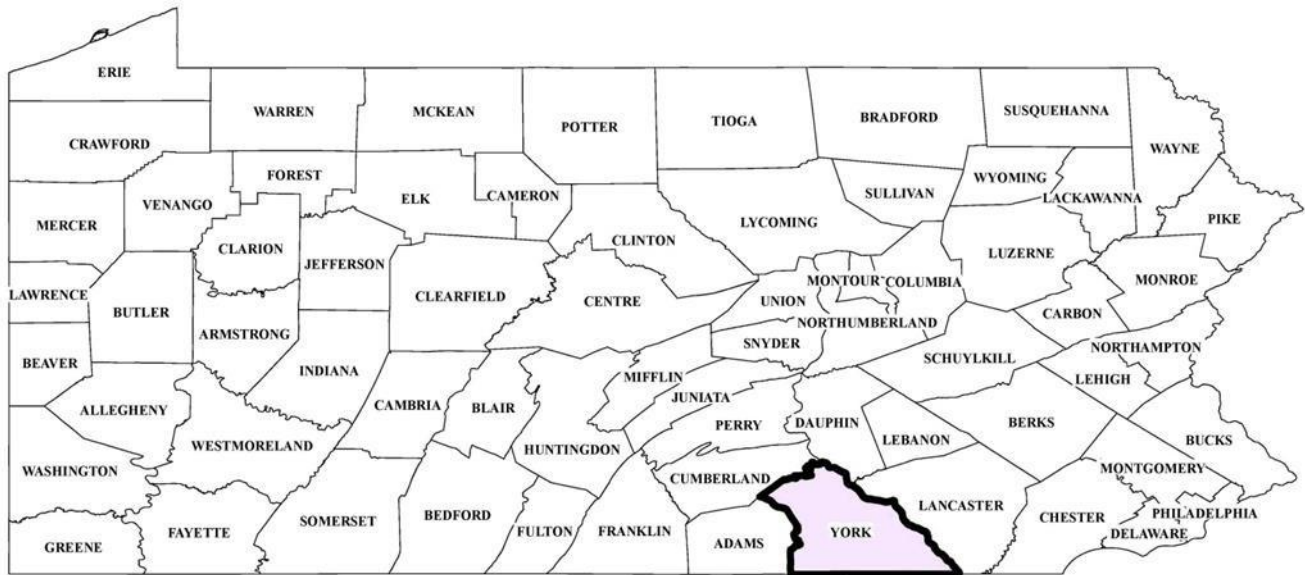 ERIE
WARREN
MCKEAN
POTTER
TIOGA
BRADFORD
SUSQUEHANNA
CRAWFORD
WAYNE
FOREST
WYOMING
VENANGO
ELK
CAMERON
SULLIVAN
LACKAWANNA
MERCER
LYCOMING
PIKE
CLARION
CLINTON
JEFFERSON
LUZERNE
MONROE
LAWRENCE
CLEARFIELD
CENTRE
UNION
MONTOUR
COLUMBIA
BUTLER
CARBON
ARMSTRONG
NORTHUMBERLAND
SNYDER
NORTHAMPTON
BEAVER
SCHUYLKILL
INDIANA
MIFFLIN
LEHIGH
ALLEGHENY
CAMBRIA
BLAIR
JUNIATA
PERRY
DAUPHIN
BERKS
WESTMORELAND
HUNTINGDON
LEBANON
BUCKS
WASHINGTON
CUMBERLAND
MONTGOMERY
LANCASTER
SOMERSET
BEDFORD
PHILADELPHIA
CHESTER
FAYETTE
FULTON
FRANKLIN
YORK
DELAWARE
GREENE
ADAMS